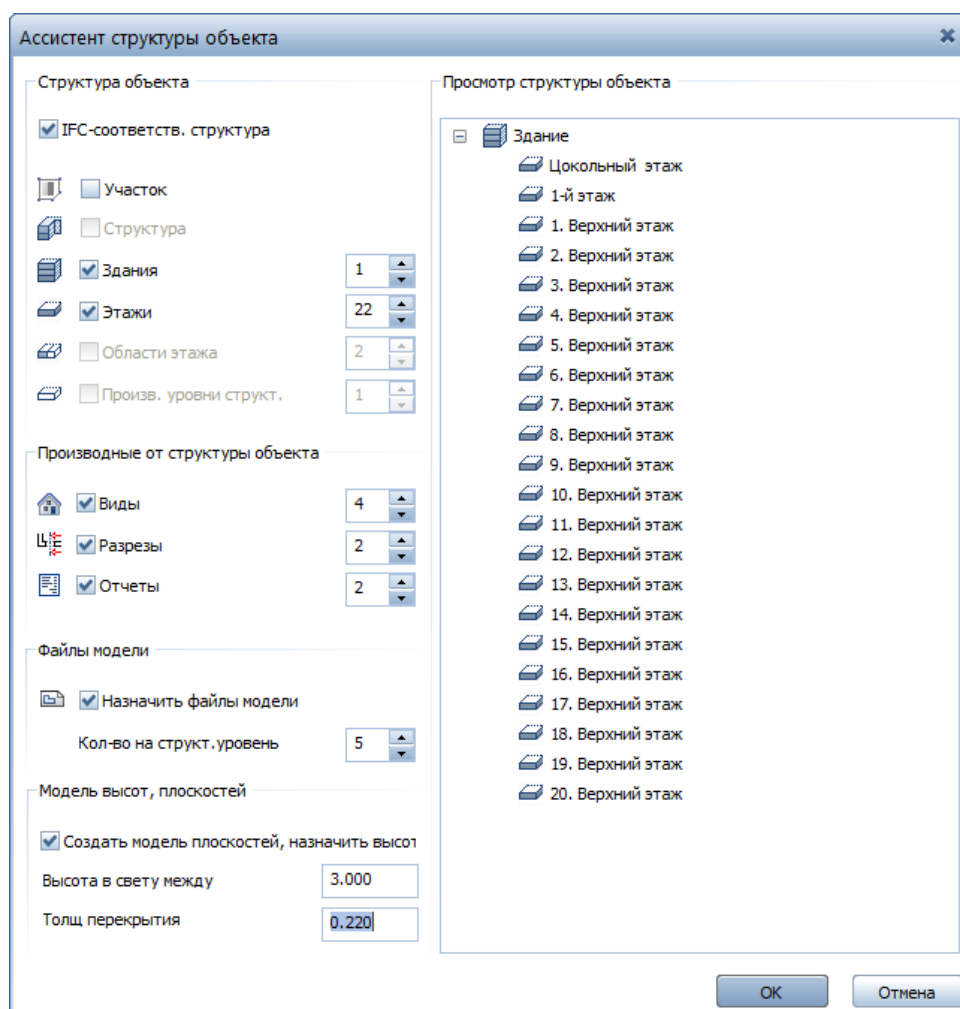 Ассистент структуры объекта
Структура объекта
IFC-соответств. структура
Участок
Структура
Здания 1
Этажи 22
Области этажа 2
Произв. уровни структ. 1
Производные от структуры объекта
Виды 4
Разрезы 2
Отчеты 2
Файлы модели
Назначить файлы модели
Кол-во на структ.уровень 5
Модель высот, плоскостей
Создать модель плоскостей, назначить высот
Высота в свету между 3.000
Толщ перекрытия 0.220
Просмотр структуры объекта
Здание
Цокольный этаж
1-й этаж
1. Верхний этаж
2. Верхний этаж
3. Верхний этаж
4. Верхний этаж
5. Верхний этаж
6. Верхний этаж
7. Верхний этаж
8. Верхний этаж
9. Верхний этаж
10. Верхний этаж
11. Верхний этаж
12. Верхний этаж
13. Верхний этаж
14. Верхний этаж
15. Верхний этаж
16. Верхний этаж
17. Верхний этаж
18. Верхний этаж
19. Верхний этаж
20. Верхний этаж
OK
Отмена